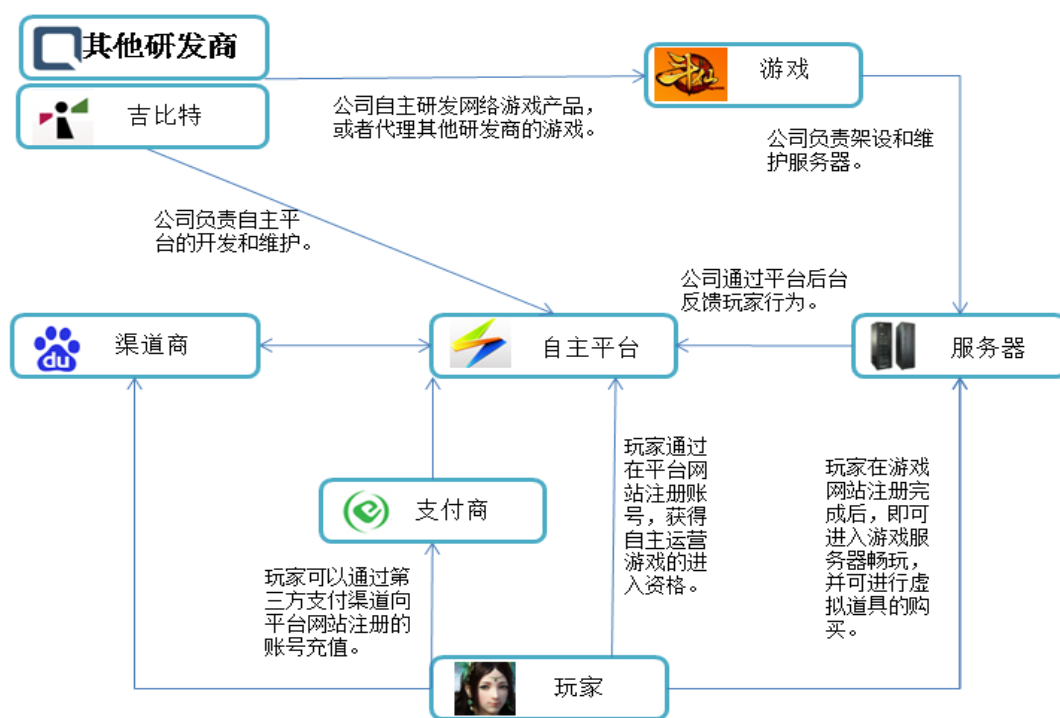 其他研发商
吉比特
斗仙
游戏
公司自主研发网络游戏产品,
或者代理其他研发商的游戏。
公司负责架设和维
护服务器。
公司负责自主平
台的开发和维护。
公司通过平台后台
反馈玩家行为。
du
渠道商
自主平台
服务器
玩家通过
在平台网
站注册账
号，获得
自主运营
游戏的进
入资格。
玩家在游戏
网站注册完
成后，即可
进入游戏服
务器畅玩，
并可进行虚
拟道具的购
买。
e
支付商
玩家可以通过第
三方支付渠道向
平台网站注册的
账号充值。
玩家